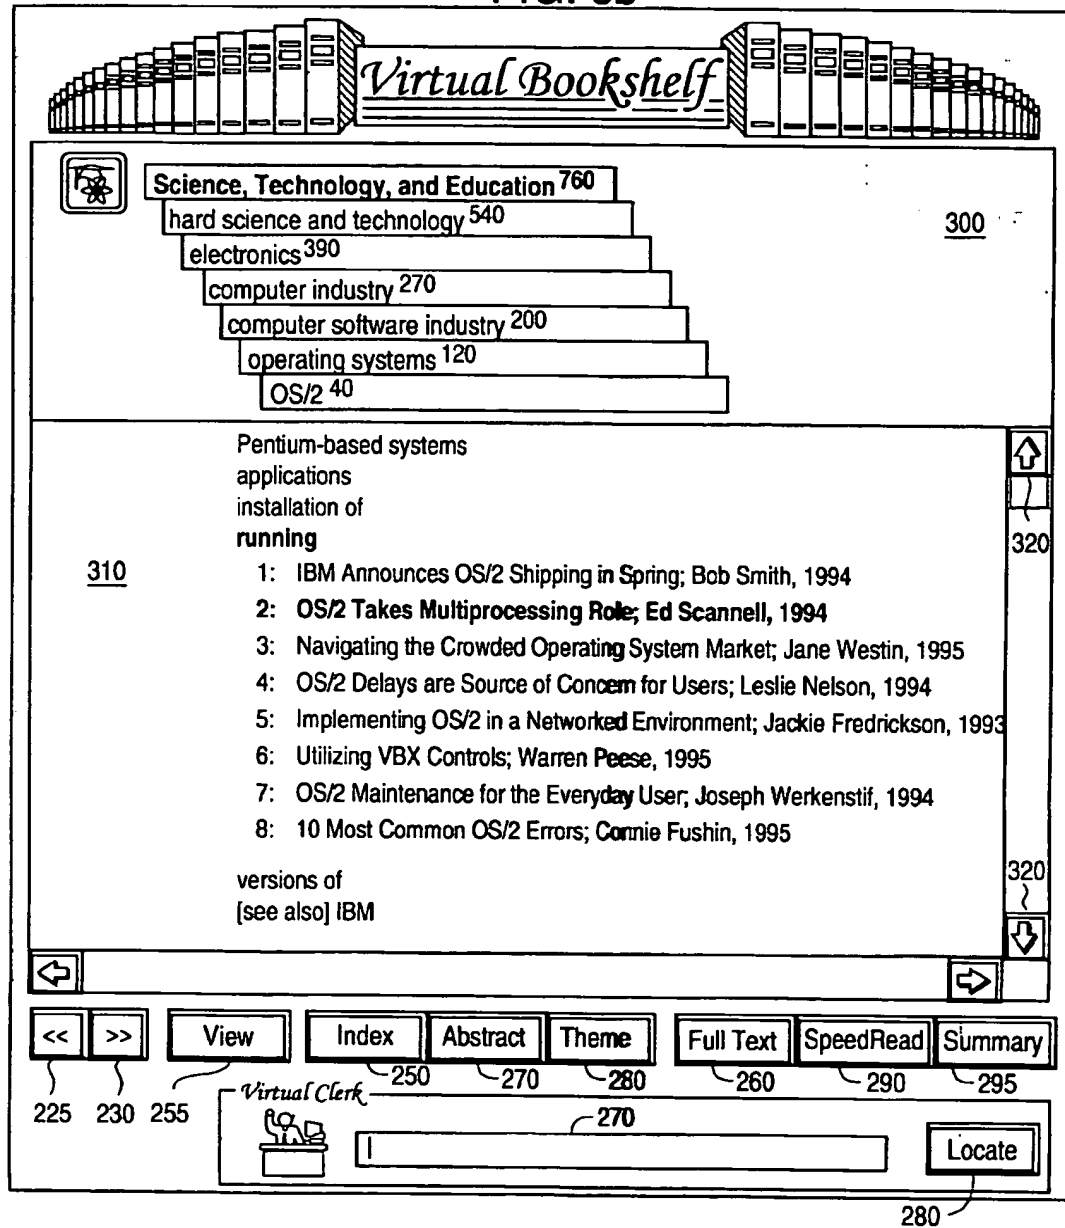 Virtual Bookshelf
Science, Technology, and Education 760
hard science and technology 540
300
electronics 390
computer industry 270
computer software industry 200
operating systems 120
OS/2 40
Pentium-based systems
applications
installation of
running
320
310
1: IBM Announces OS/2 Shipping in Spring; Bob Smith, 1994
2: OS/2 Takes Multiprocessing Role; Ed Scannell, 1994
3: Navigating the Crowded Operating System Market; Jane Westin, 1995
4: OS/2 Delays are Source of Concern for Users; Leslie Nelson, 1994
5: Implementing OS/2 in a Networked Environment; Jackie Fredrickson, 1993
6: Utilizing VBX Controls; Warren Peese, 1995
7: OS/2 Maintenance for the Everyday User; Joseph Werkenstif, 1994
8: 10 Most Common OS/2 Errors; Connie Fushin, 1995
320
versions of
[see also] IBM
<< >> View Index Abstract Theme Full Text SpeedRead Summary
250 270 280 260 290 295
225 230 255
Virtual Clerk
270
Locate
280